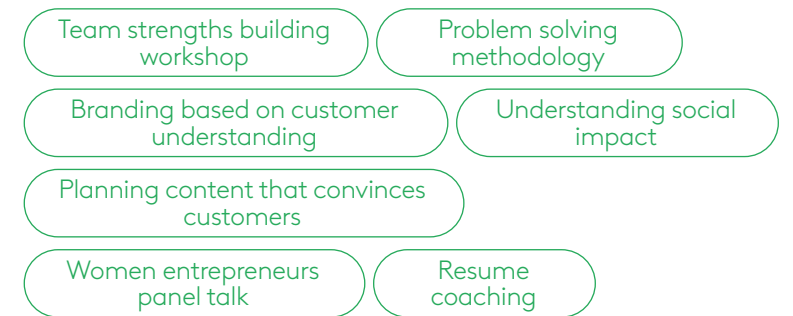 Team strengths building
workshop
Problem solving
methodology
Branding based on customer
understanding
Understanding social
impact
Planning content that convinces
customers
Women entrepreneurs
panel talk
Resume
coaching